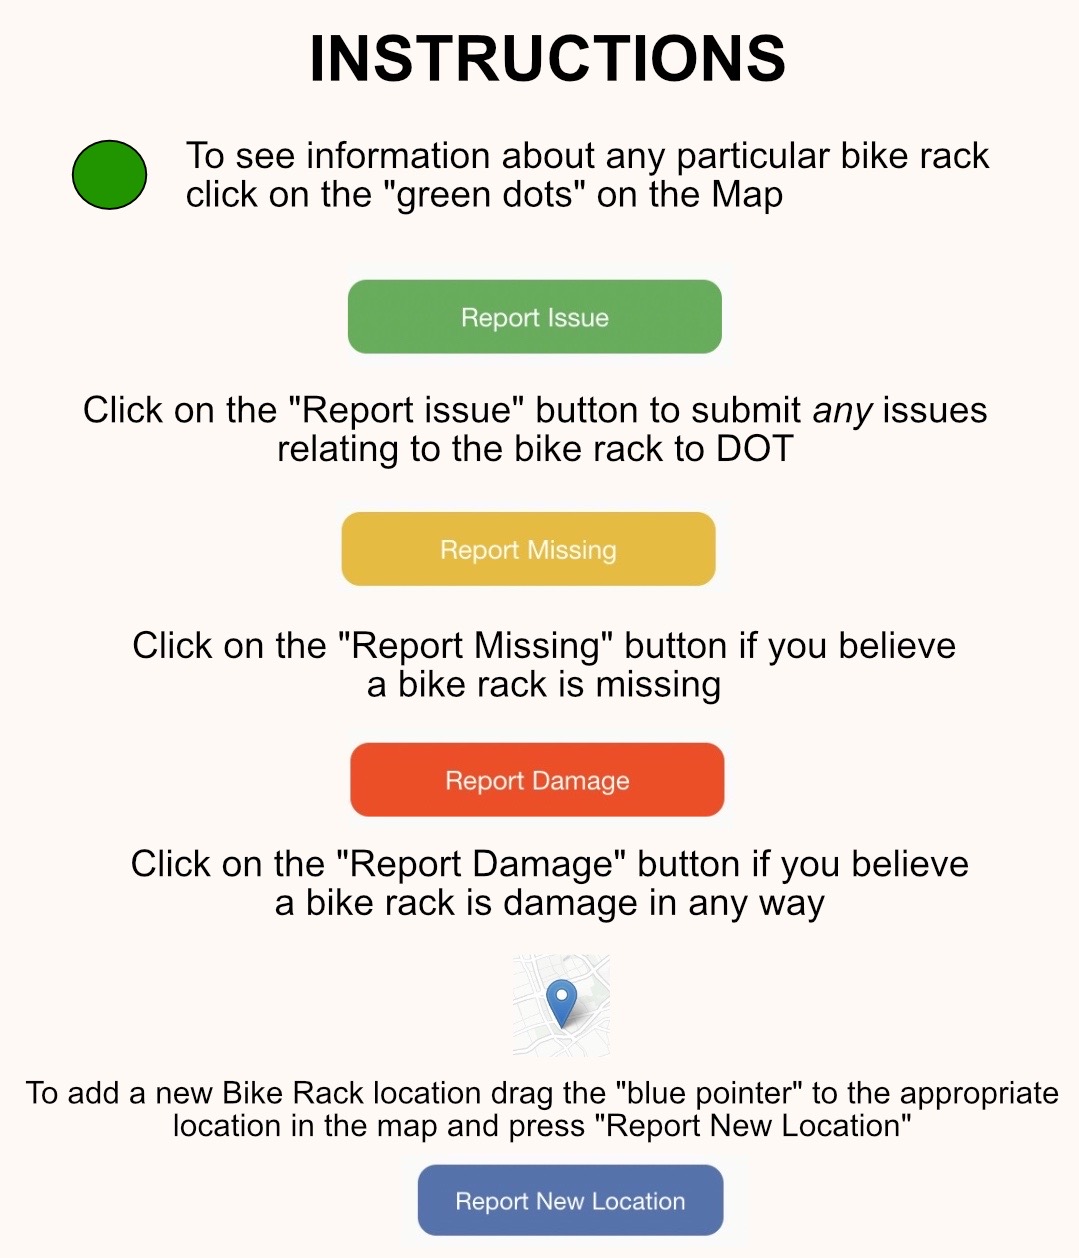 INSTRUCTIONS
To see information about any particular bike rack
click on the "green dots" on the Map
Report Issue
Click on the "Report issue" button to submit any issues
relating to the bike rack to DOT
Report Missing
Click on the "Report Missing" button if you believe
a bike rack is missing
Report Damage
Click on the "Report Damage" button if you believe
a bike rack is damage in any way
To add a new Bike Rack location drag the "blue pointer" to the appropriate
location in the map and press "Report New Location"
Report New Location